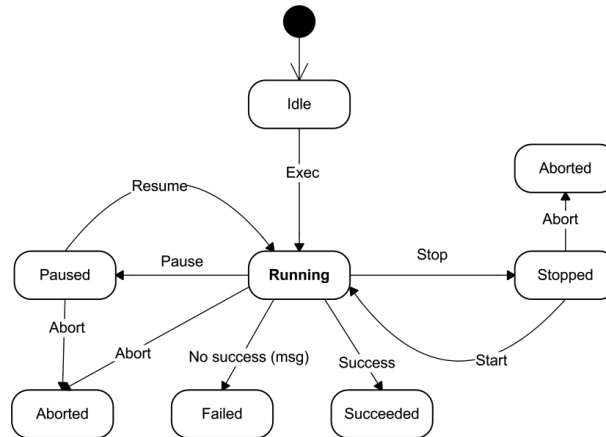 Idle
Exec
Aborted
Resume
Abort
Paused
Pause
Running
Stop
Stopped
Abort
Abort
No success (msg)
Success
Start
Aborted
Failed
Succeeded